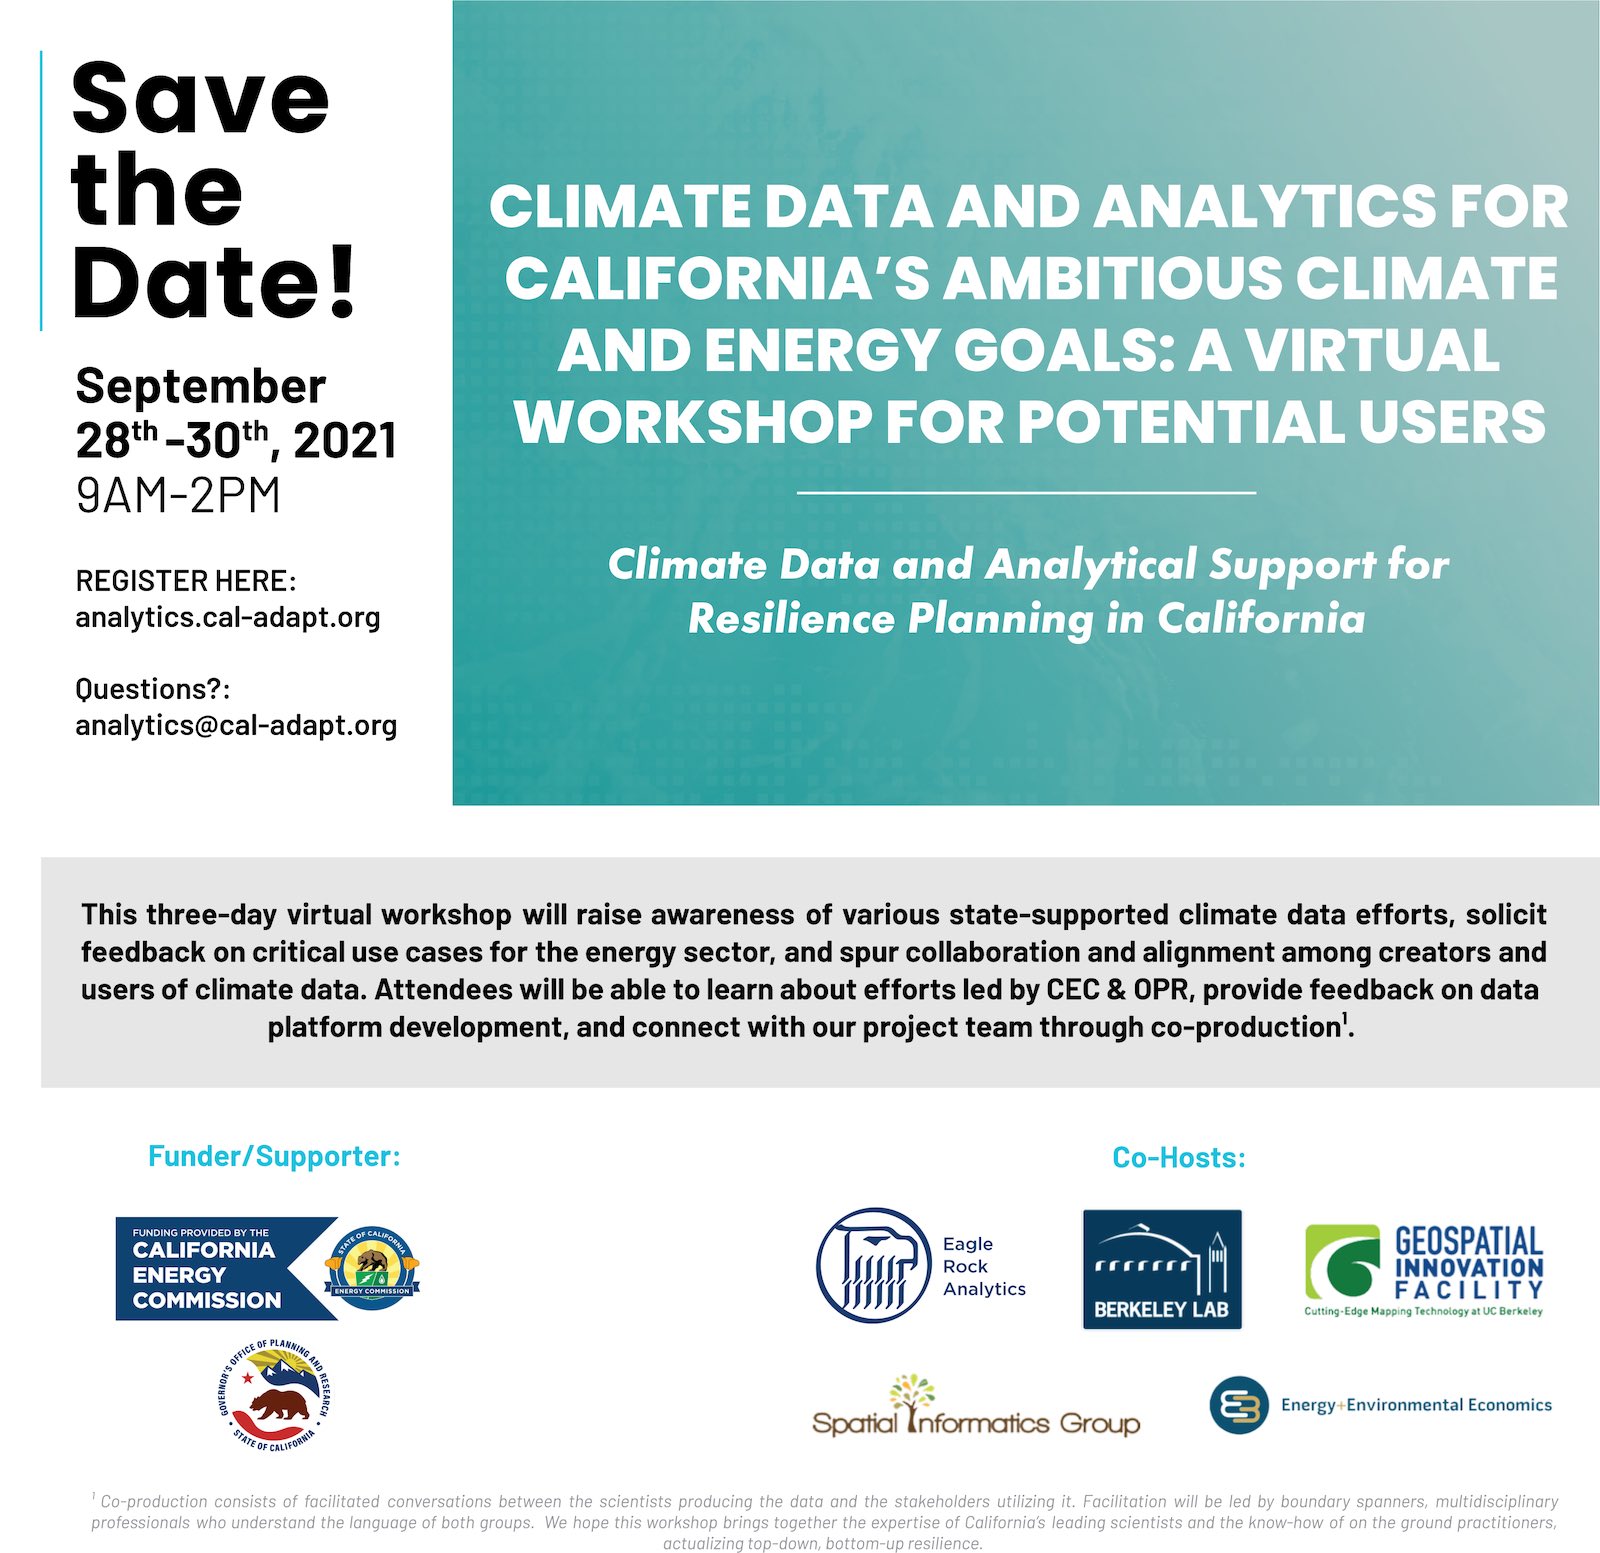 Save
the
Date!
September
28th -30th, 2021
9AM-2PM
REGISTER HERE:
analytics.cal-adapt.org
Questions?:
analytics@cal-adapt.org
CLIMATE DATA AND ANALYTICS FOR
CALIFORNIA'S AMBITIOUS CLIMATE
AND ENERGY GOALS: A VIRTUAL
WORKSHOP FOR POTENTIAL USERS
Climate Data and Analytical Support for
Resilience Planning in California
This three-day virtual workshop will raise awareness of various state-supported climate data efforts, solicit
feedback on critical use cases for the energy sector, and spur collaboration and alignment among creators and
users of climate data. Attendees will be able to learn about efforts led by CEC & OPR, provide feedback on data
platform development, and connect with our project team through co-production¹.
Funder/Supporter:
FUNDING PROVIDED BY THE
CALIFORNIA
ENERGY
COMMISSION
STATE OF CALIFORNIA
ENERGY COMMISSION
GOVERNOR'S OFFICE OF PLANNING AND RESEARCH
STATE OF CALIFORNIA
Co-Hosts:
Eagle
Rock
Analytics
BERKELEY LAB
GEOSPATIAL
INNOVATION
FACILITY
Cutting-Edge Mapping Technology at UC Berkeley
Spatial Informatics Group
Energy+Environmental Economics
¹ Co-production consists of facilitated conversations between the scientists producing the data and the stakeholders utilizing it. Facilitation will be led by boundary spanners, multidisciplinary
professionals who understand the language of both groups. We hope this workshop brings together the expertise of California's leading scientists and the know-how of on the ground practitioners,
actualizing top-down, bottom-up resilience.